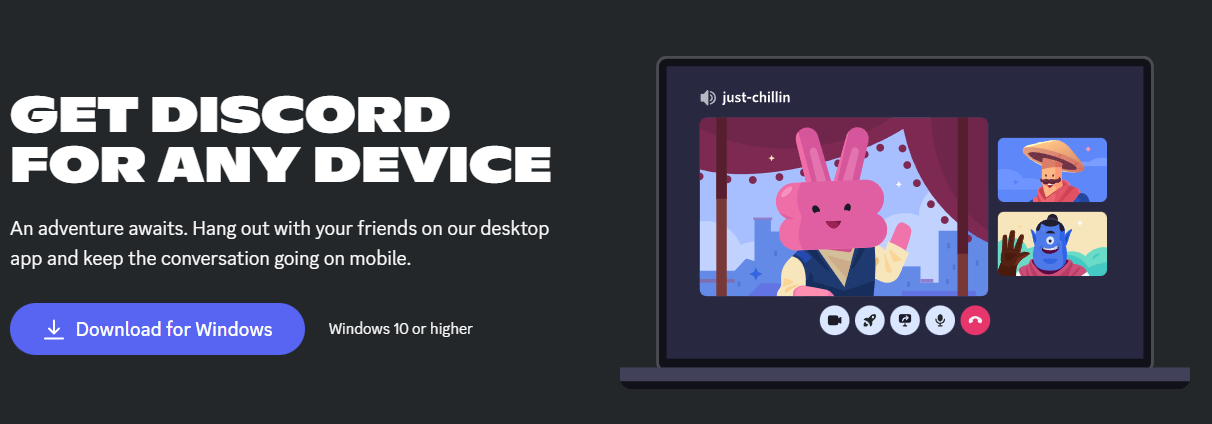 GET DISCORD
FOR ANY DEVICE
An adventure awaits. Hang out with your friends on our desktop
app and keep the conversation going on mobile.
Download for Windows
Windows 10 or higher
just-chillin